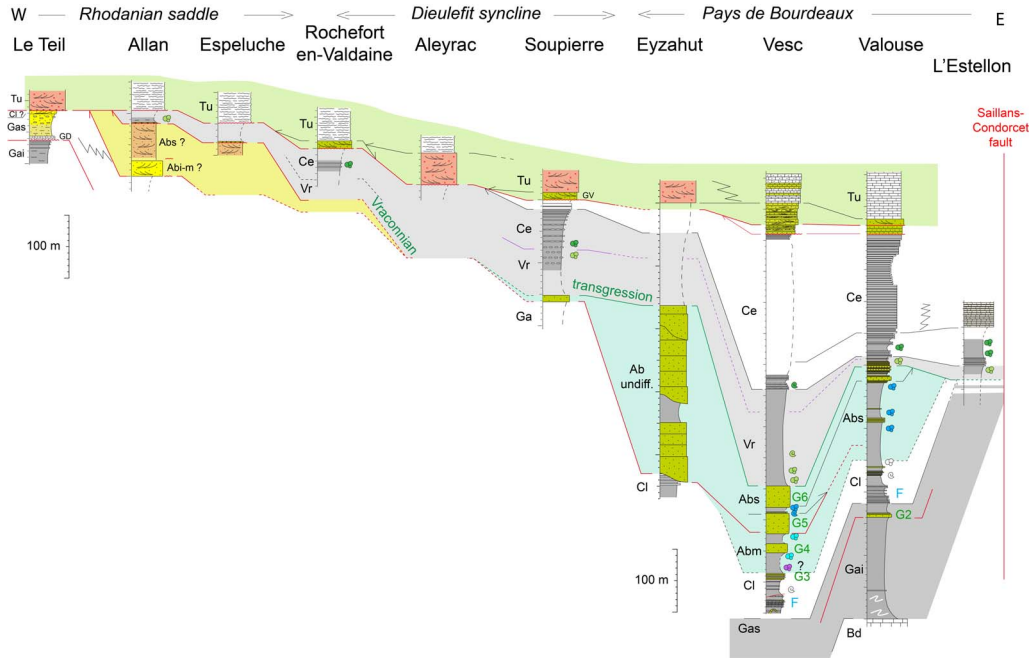 W
Rhodanian saddle
Dieulefit syncline
Pays de Bourdeaux
E
Le Teil
Allan
Espeluche
Rochefort
en-Valdaine
Aleyrac
Soupierre
Eyzahut
Vesc
Valouse
L'Estellon
Tu
Cl ?
Gas
GD
Gai
Abs ?
Abi-m ?
Tu
Tu
Ce
Vr
Vraconnian
transgression
Tu
GV
Ce
Vr
Ga
Tu
Saillans-
Condorcet
fault
100 m
Ab
undiff.
Cl
Ce
Vr
Abs
G6
G5
Abm
G4
?
G3
Cl
F
Gas
Ce
Abs
Cl
F
G2
Gai
Bd
100 m